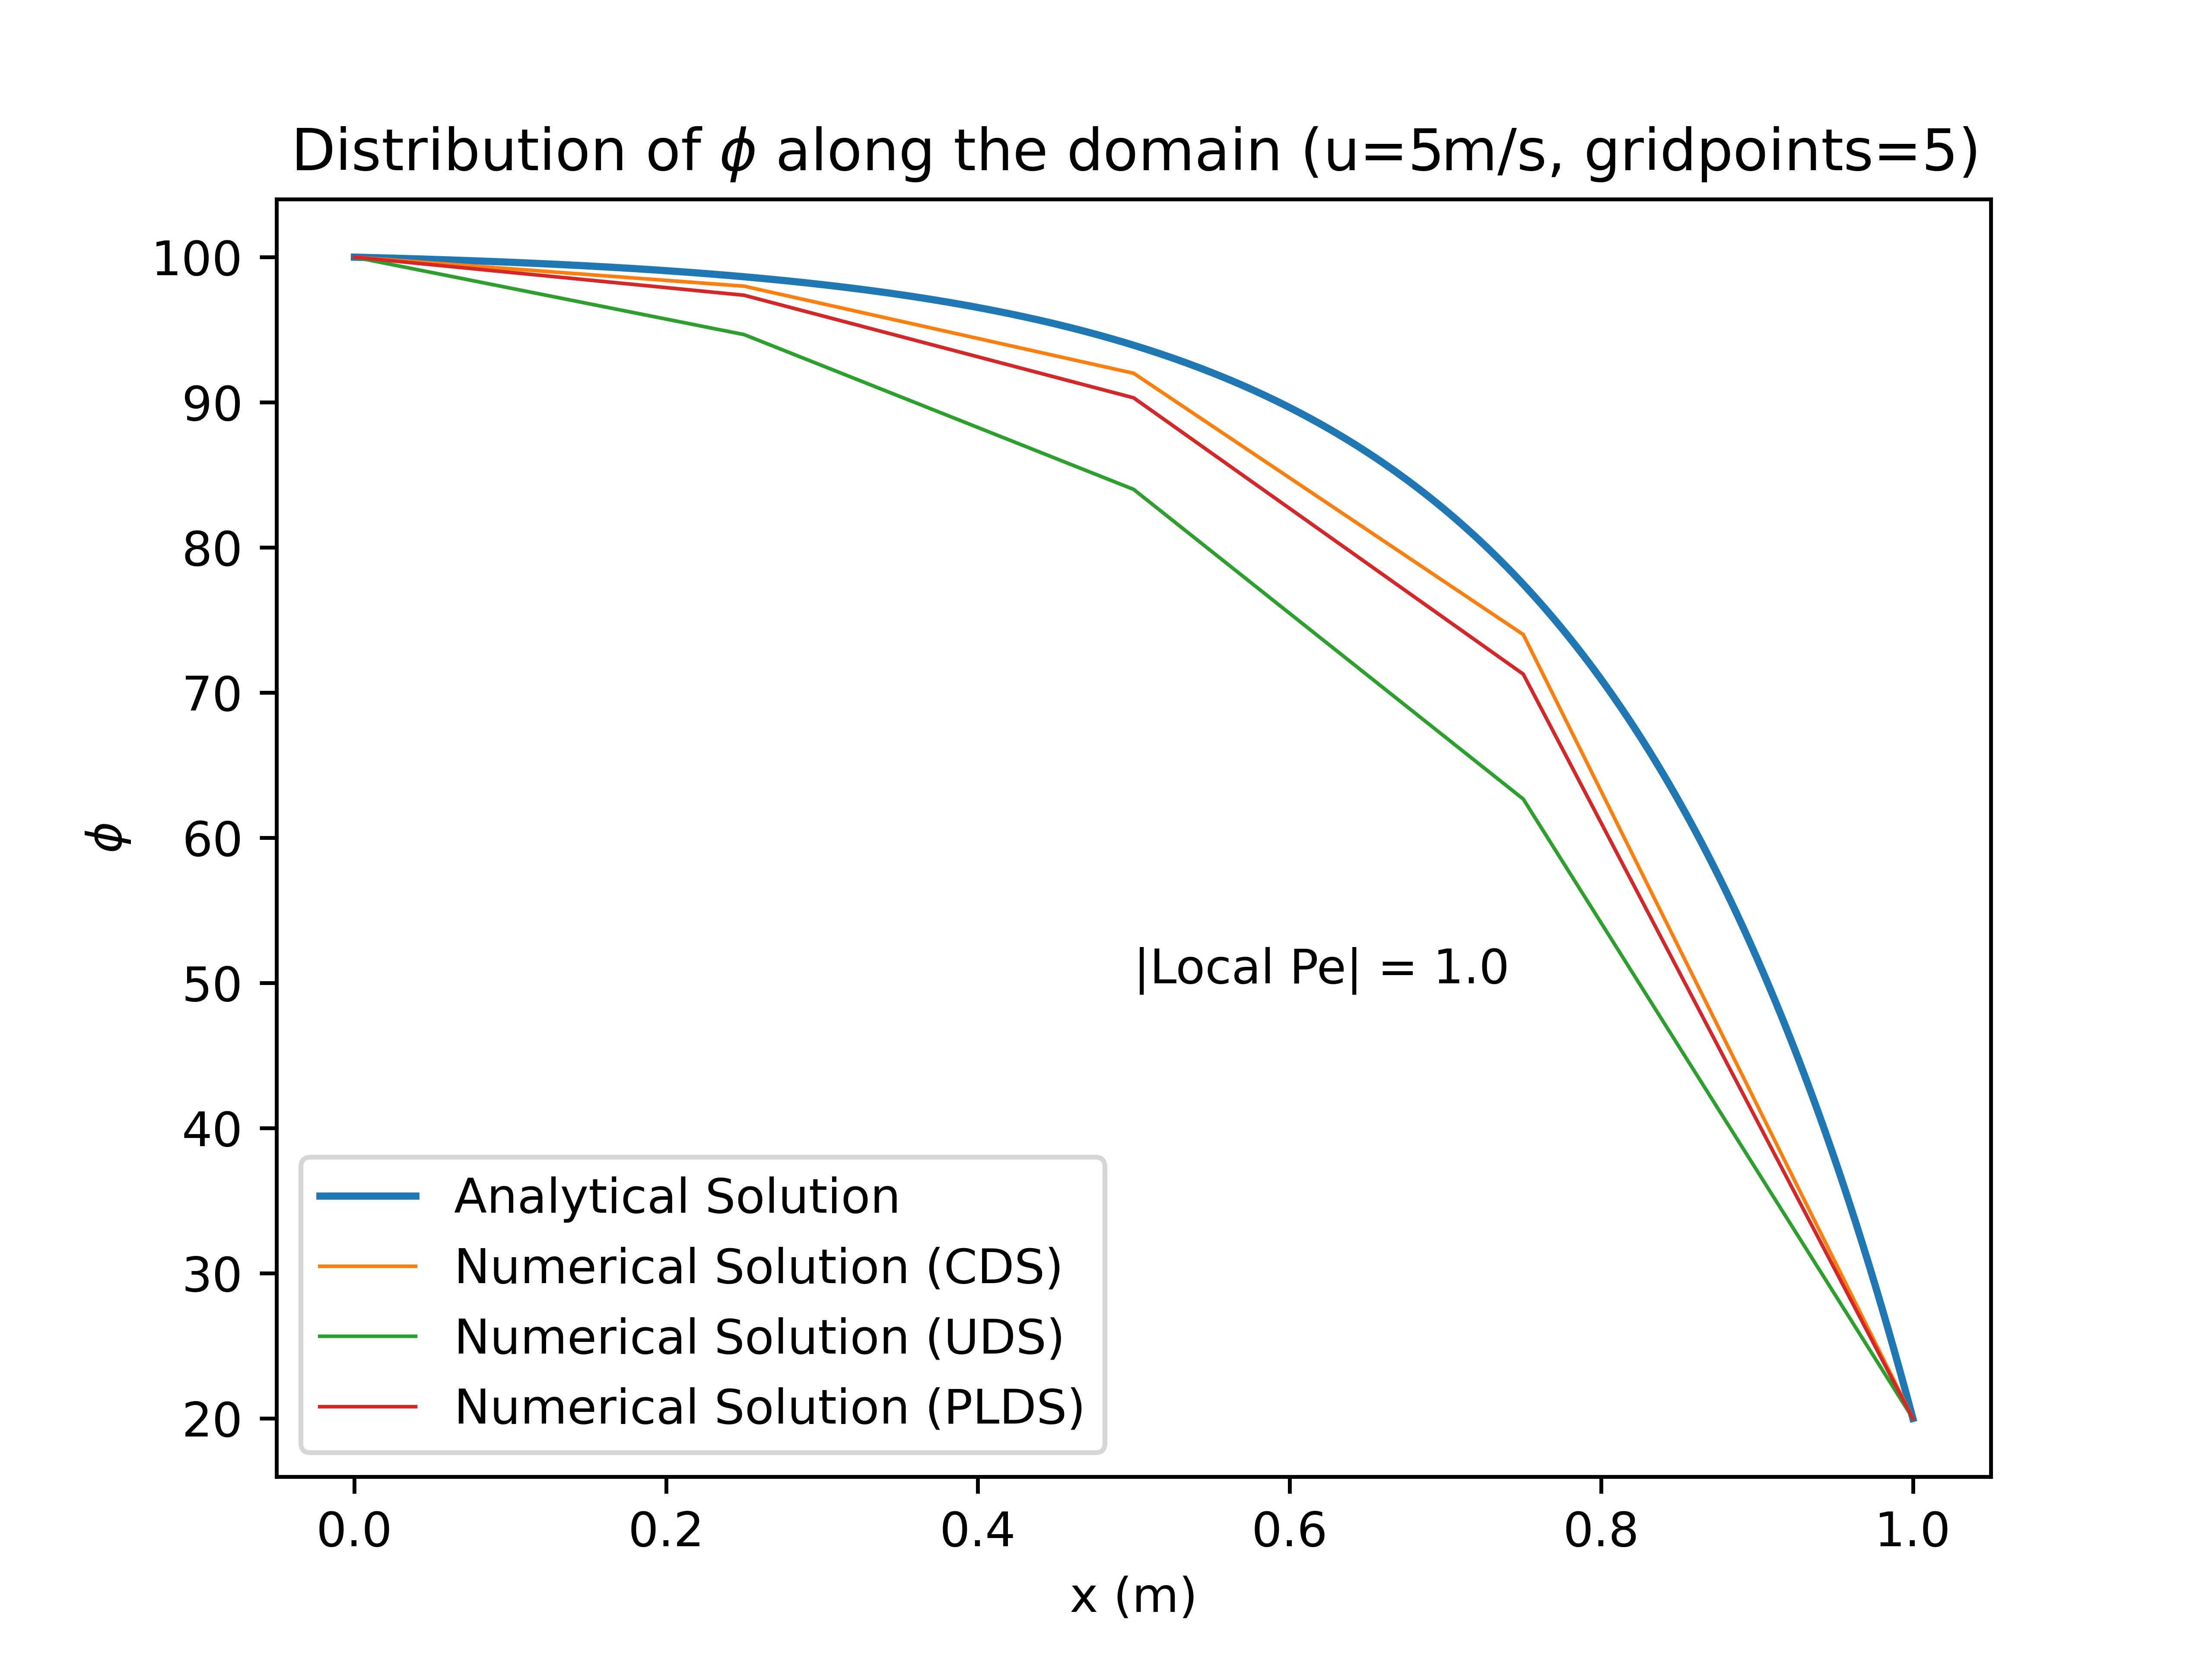 Distribution of ϕ along the domain (u=5m/s, gridpoints=5)
100
90
80
70
60
50
40
30
20
ϕ
|Local Pe| = 1.0
Analytical Solution
Numerical Solution (CDS)
Numerical Solution (UDS)
Numerical Solution (PLDS)
0.0 0.2 0.4 0.6 0.8 1.0
x (m)